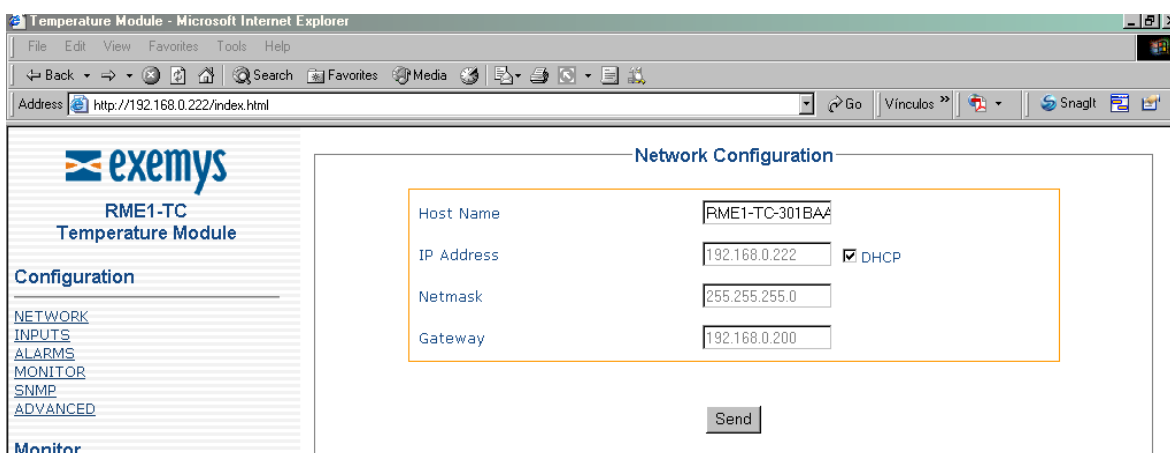 Temperature Module - Microsoft Internet Explorer
File Edit View Favorites Tools Help
Back Search Favorites Media
Address http://192.168.0.222/index.html Go Vínculos » SnagIt
exemys
RME1-TC
Temperature Module
Configuration
NETWORK
INPUTS
ALARMS
MONITOR
SNMP
ADVANCED
Monitor
Network Configuration
Host Name RME1-TC-301BAA
IP Address 192.168.0.222 DHCP
Netmask 255.255.255.0
Gateway 192.168.0.200
Send